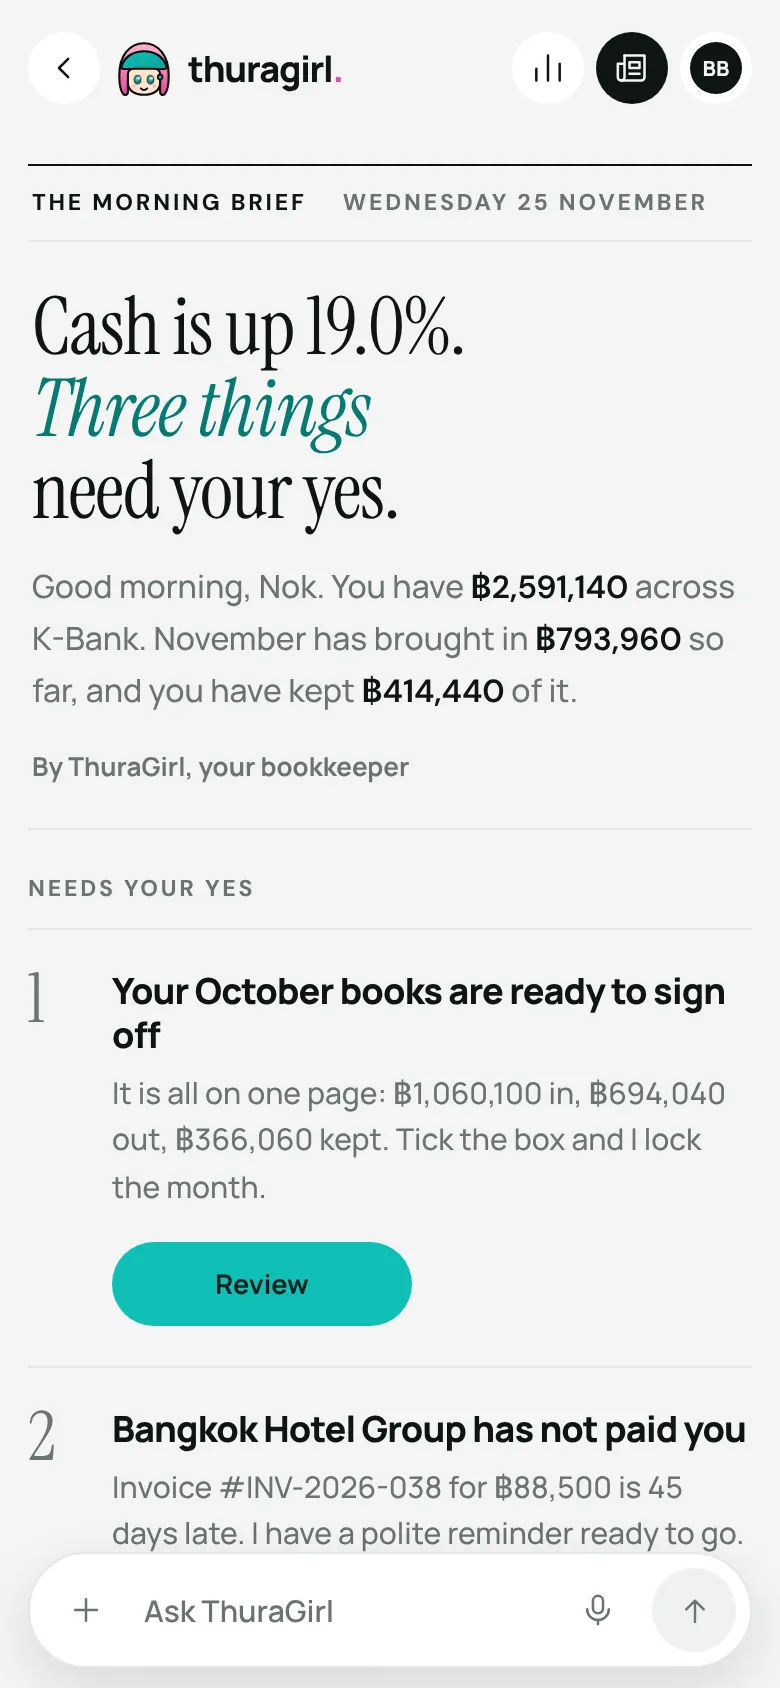 thuragirl.
BB
THE MORNING BRIEF WEDNESDAY 25 NOVEMBER
Cash is up 19.0%.
Three things
need your yes.
Good morning, Nok. You have ฿2,591,140 across
K-Bank. November has brought in ฿793,960 so
far, and you have kept ฿414,440 of it.
By ThuraGirl, your bookkeeper
NEEDS YOUR YES
1
Your October books are ready to sign
off
It is all on one page: ฿1,060,100 in, ฿694,040
out, ฿366,060 kept. Tick the box and I lock
the month.
Review
2
Bangkok Hotel Group has not paid you
Invoice #INV-2026-038 for ฿88,500 is 45
days late. I have a polite reminder ready to go.
Ask ThuraGirl